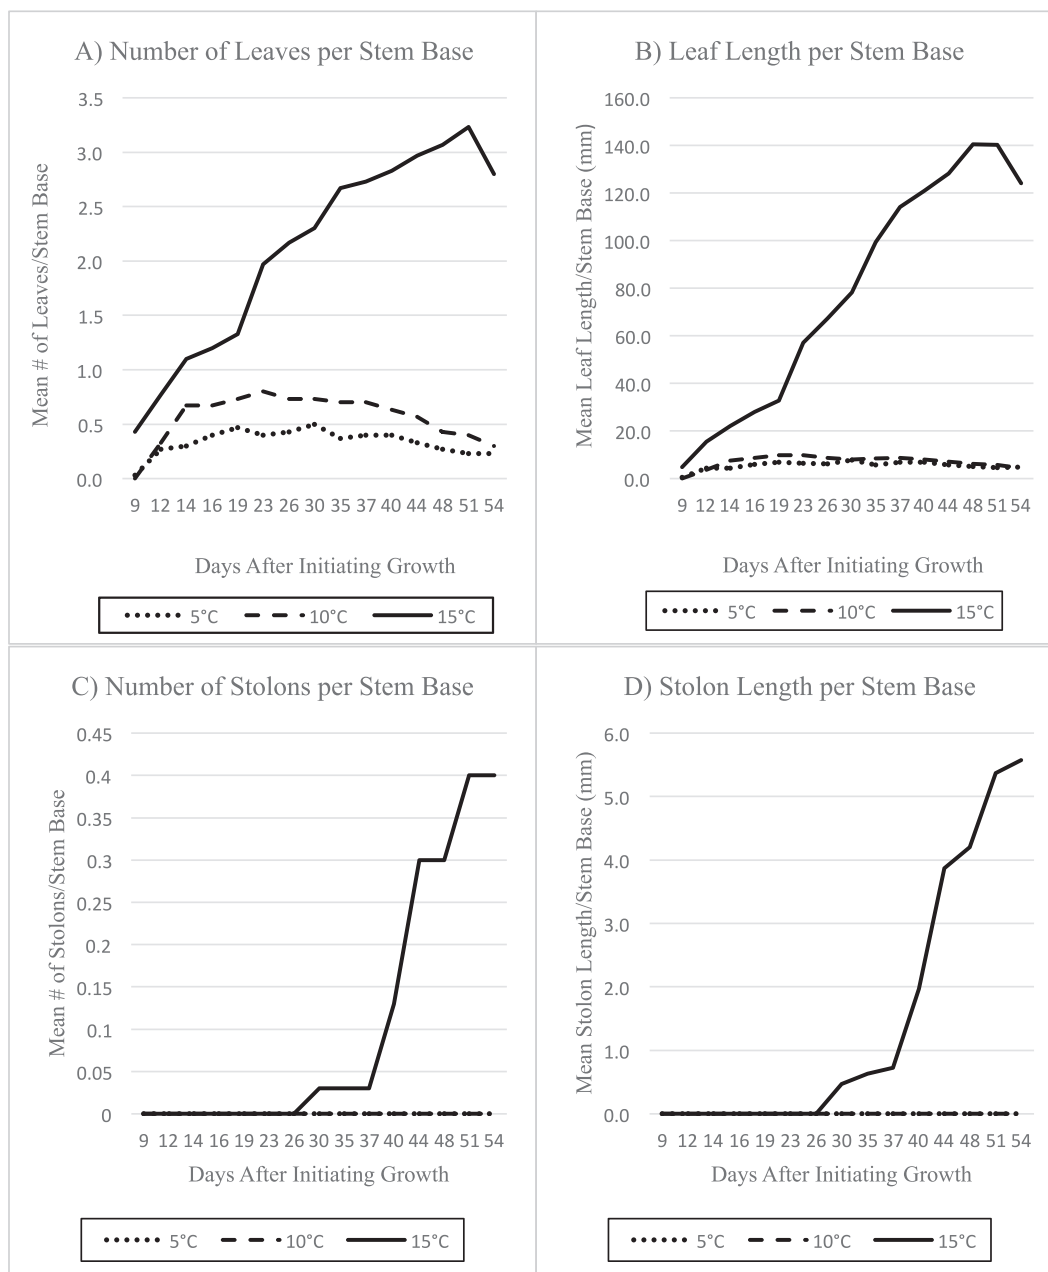 A) Number of Leaves per Stem Base
Mean # of Leaves/Stem Base
3.5
3.0
2.5
2.0
1.5
1.0
0.5
0.0
9 12 14 16 19 23 26 30 35 37 40 44 48 51 54
Days After Initiating Growth
5°C 10°C 15°C
B) Leaf Length per Stem Base
Mean Leaf Length/Stem Base (mm)
160.0
140.0
120.0
100.0
80.0
60.0
40.0
20.0
0.0
9 12 14 16 19 23 26 30 35 37 40 44 48 51 54
Days After Initiating Growth
5°C 10°C 15°C
C) Number of Stolons per Stem Base
Mean # of Stolons/Stem Base
0.45
0.4
0.35
0.3
0.25
0.2
0.15
0.1
0.05
0
9 12 14 16 19 23 26 30 35 37 40 44 48 51 54
Days After Initiating Growth
5°C 10°C 15°C
D) Stolon Length per Stem Base
Mean Stolon Length/Stem Base (mm)
6.0
5.0
4.0
3.0
2.0
1.0
0.0
9 12 14 16 19 23 26 30 35 37 40 44 48 51 54
Days After Initiating Growth
5°C 10°C 15°C